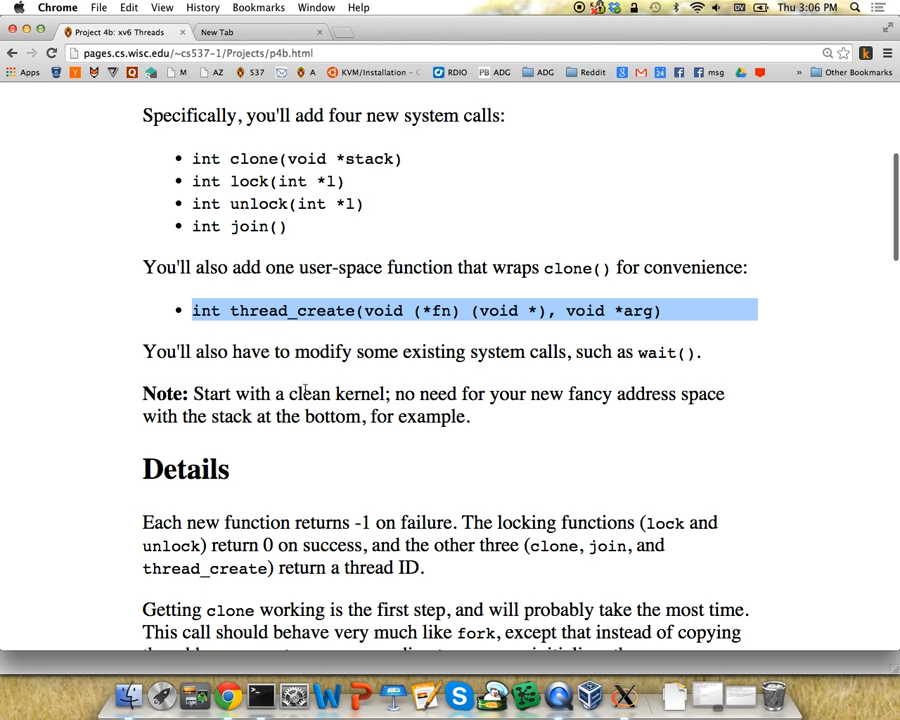 Chrome File Edit View History Bookmarks Window Help Thu 3:06 PM
Project 4b: xv6 Threads New Tab
pages.cs.wisc.edu/~cs537-1/Projects/p4b.html
Apps M AZ 537 A KVM/Installation - C RDIO PB ADG ADG Reddit 24 msg » Other Bookmarks
Specifically, you'll add four new system calls:
• int clone(void *stack)
• int lock(int *l)
• int unlock(int *l)
• int join()
You'll also add one user-space function that wraps clone() for convenience:
• int thread_create(void (*fn) (void *), void *arg)
You'll also have to modify some existing system calls, such as wait().
Note: Start with a clean kernel; no need for your new fancy address space
with the stack at the bottom, for example.
Details
Each new function returns -1 on failure. The locking functions (lock and
unlock) return 0 on success, and the other three (clone, join, and
thread_create) return a thread ID.
Getting clone working is the first step, and will probably take the most time.
This call should behave very much like fork, except that instead of copying